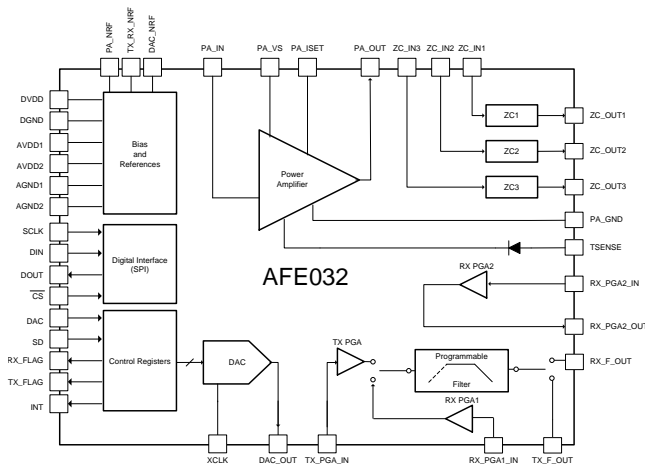 PA_NRF
TX_RX_NRF
DAC_NRF
PA_IN
PA_VS
PA_ISET
PA_OUT
ZC_IN3
ZC_IN2
ZC_IN1
DVDD
DGND
AVDD1
AVDD2
AGND1
AGND2
SCLK
DIN
DOUT
CS
DAC
SD
RX_FLAG
TX_FLAG
INT
Bias
and
References
Digital Interface
(SPI)
Control Registers
Power
Amplifier
ZC1
ZC2
ZC3
ZC_OUT1
ZC_OUT2
ZC_OUT3
PA_GND
TSENSE
AFE032
RX PGA2
RX_PGA2_IN
RX_PGA2_OUT
DAC
TX PGA
Programmable
Filter
RX PGA1
RX_F_OUT
XCLK
DAC_OUT
TX_PGA_IN
RX_PGA1_IN
TX_F_OUT